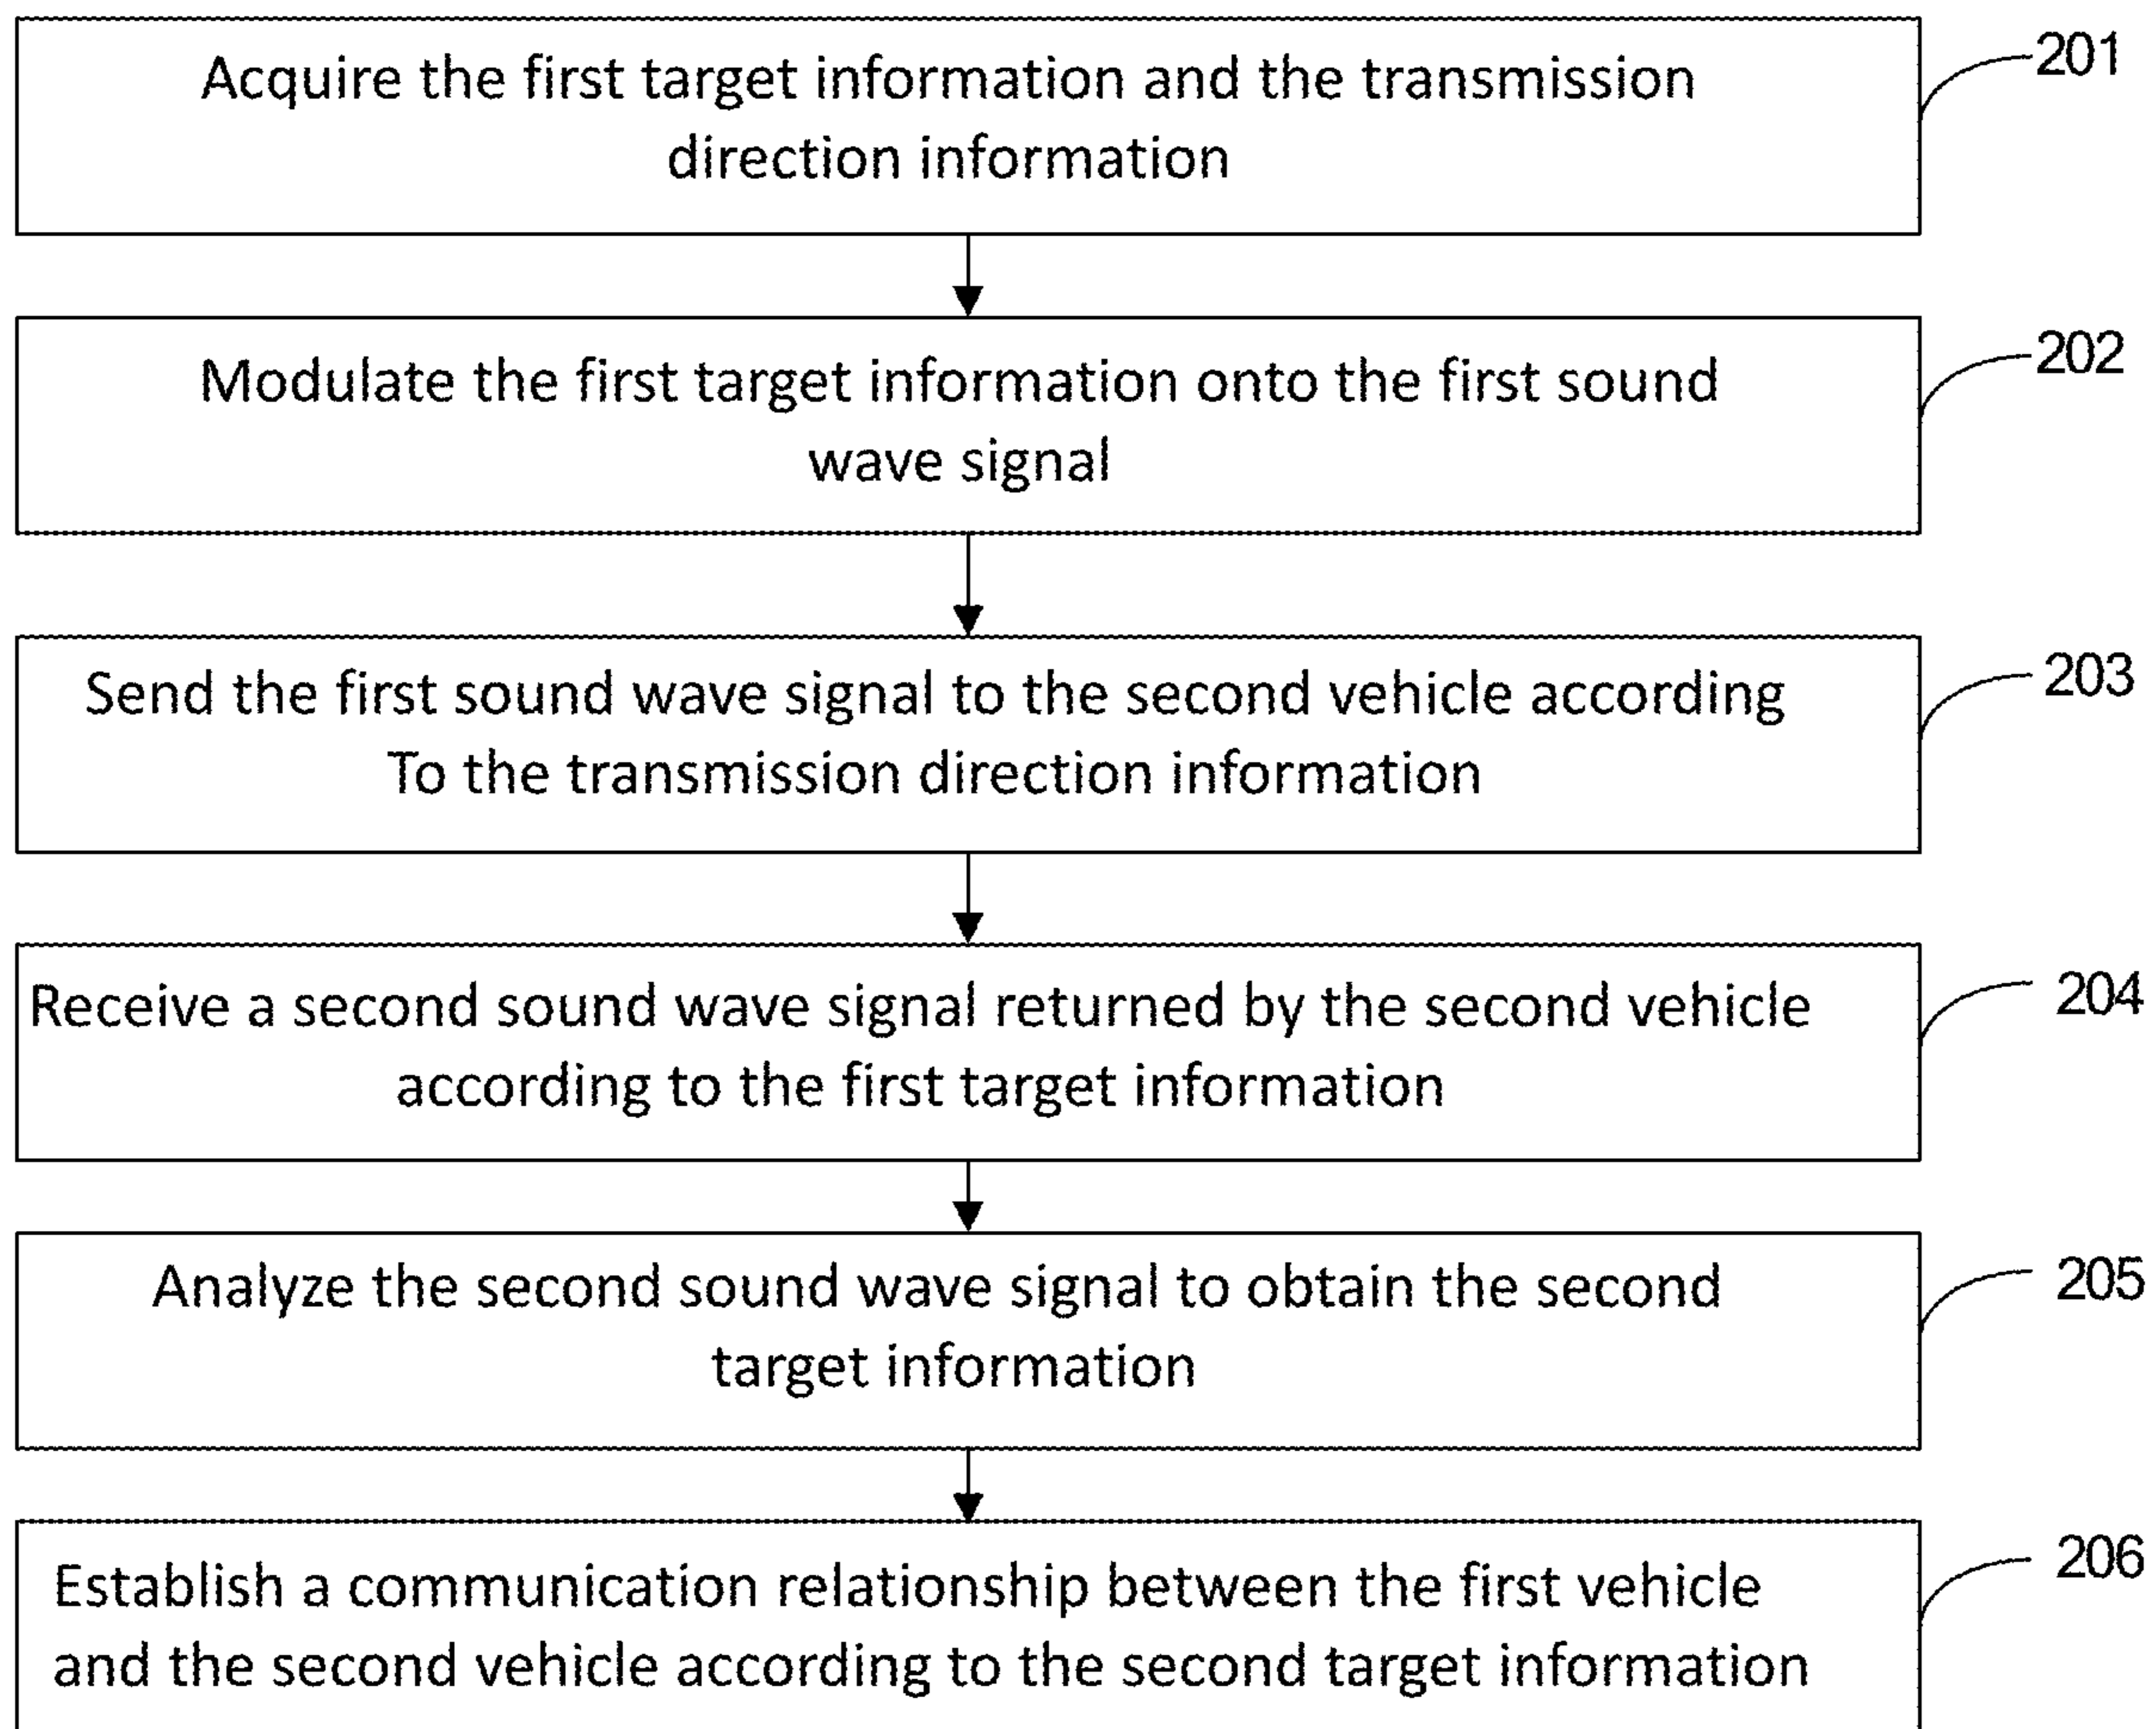 Acquire the first target information and the transmission
direction information
201
Modulate the first target information onto the first sound
wave signal
202
Send the first sound wave signal to the second vehicle according
To the transmission direction information
203
Receive a second sound wave signal returned by the second vehicle
according to the first target information
204
Analyze the second sound wave signal to obtain the second
target information
205
Establish a communication relationship between the first vehicle
and the second vehicle according to the second target information
206